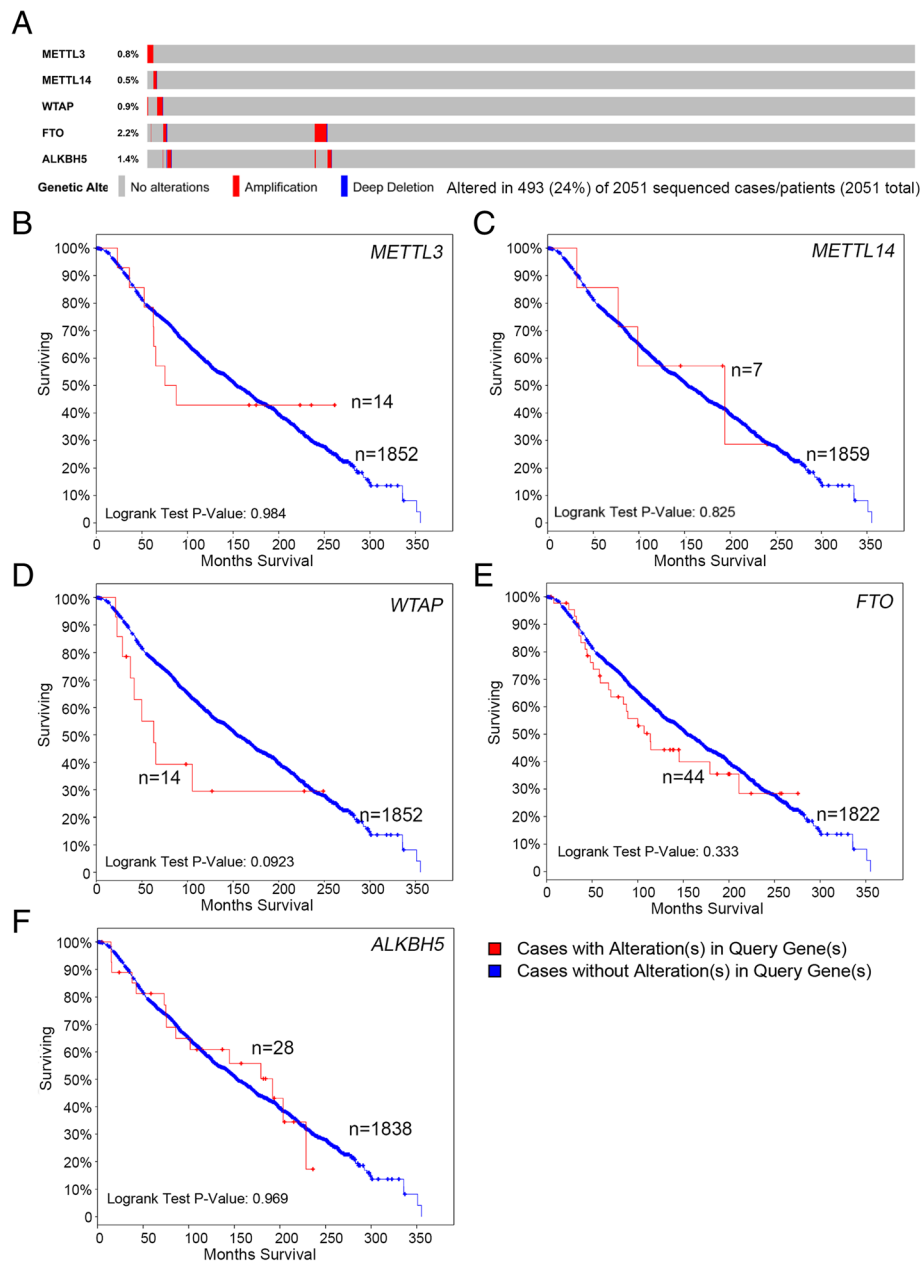 A
METTL3 0.8%
METTL14 0.5%
WTAP 0.9%
FTO 2.2%
ALKBH5 1.4%
Genetic Alte No alterations Amplification Deep Deletion Altered in 493 (24%) of 2051 sequenced cases/patients (2051 total)
B
METTL3
100%
90%
80%
70%
60%
50%
40%
30%
20%
10%
0
Surviving
n=14
n=1852
Logrank Test P-Value: 0.984
0 50 100 150 200 250 300 350
Months Survival
C
METTL14
100%
90%
80%
70%
60%
50%
40%
30%
20%
10%
0
Surviving
n=7
n=1859
Logrank Test P-Value: 0.825
0 50 100 150 200 250 300 350
Months Survival
D
WTAP
100%
90%
80%
70%
60%
50%
40%
30%
20%
10%
0
Surviving
n=14
n=1852
Logrank Test P-Value: 0.0923
0 50 100 150 200 250 300 350
Months Survival
E
FTO
100%
90%
80%
70%
60%
50%
40%
30%
20%
10%
0
Surviving
n=44
n=1822
Logrank Test P-Value: 0.333
0 50 100 150 200 250 300 350
Months Survival
F
ALKBH5
100%
90%
80%
70%
60%
50%
40%
30%
20%
10%
0
Surviving
n=28
n=1838
Logrank Test P-Value: 0.969
0 50 100 150 200 250 300 350
Months Survival
Cases with Alteration(s) in Query Gene(s)
Cases without Alteration(s) in Query Gene(s)